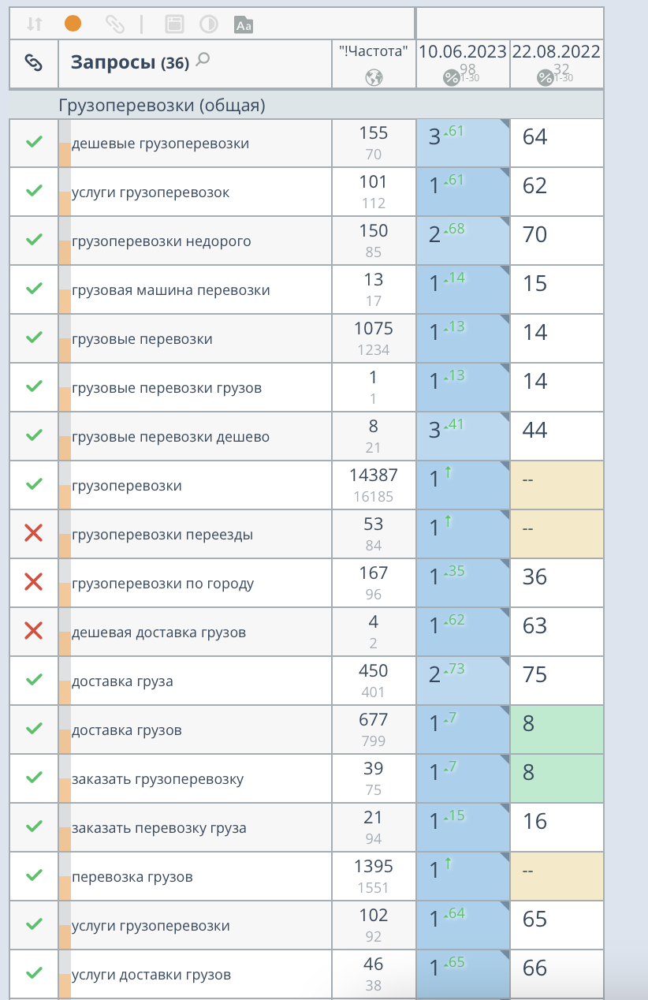 Aa
Запросы (36) "!Частота" 10.06.2023 22.08.2022
98 32
% 1-30 % 1-30
Грузоперевозки (общая)
дешевые грузоперевозки 155 3 61 64
70
услуги грузоперевозок 101 1 61 62
112
грузоперевозки недорого 150 2 68 70
85
грузовая машина перевозки 13 1 14 15
17
грузовые перевозки 1075 1 13 14
1234
грузовые перевозки грузов 1 1 13 14
1
грузовые перевозки дешево 8 3 41 44
21
грузоперевозки 14387 1 --
16185
грузоперевозки переезды 53 1 --
84
грузоперевозки по городу 167 1 35 36
96
дешевая доставка грузов 4 1 62 63
2
доставка груза 450 2 73 75
401
доставка грузов 677 1 7 8
799
заказать грузоперевозку 39 1 7 8
75
заказать перевозку груза 21 1 15 16
94
перевозка грузов 1395 1 --
1551
услуги грузоперевозки 102 1 64 65
92
услуги доставки грузов 46 1 65 66
38